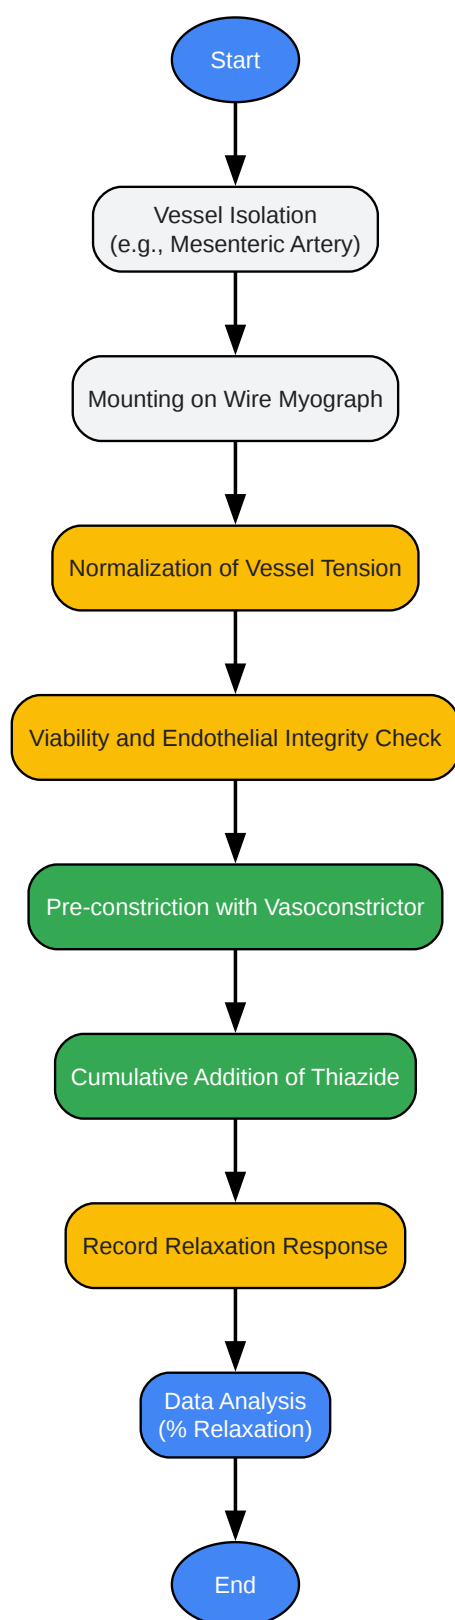 Start
Vessel Isolation
(e.g., Mesenteric Artery)
Mounting on Wire Myograph
Normalization of Vessel Tension
Viability and Endothelial Integrity Check
Pre-constriction with Vasoconstrictor
Cumulative Addition of Thiazide
Record Relaxation Response
Data Analysis
(% Relaxation)
End